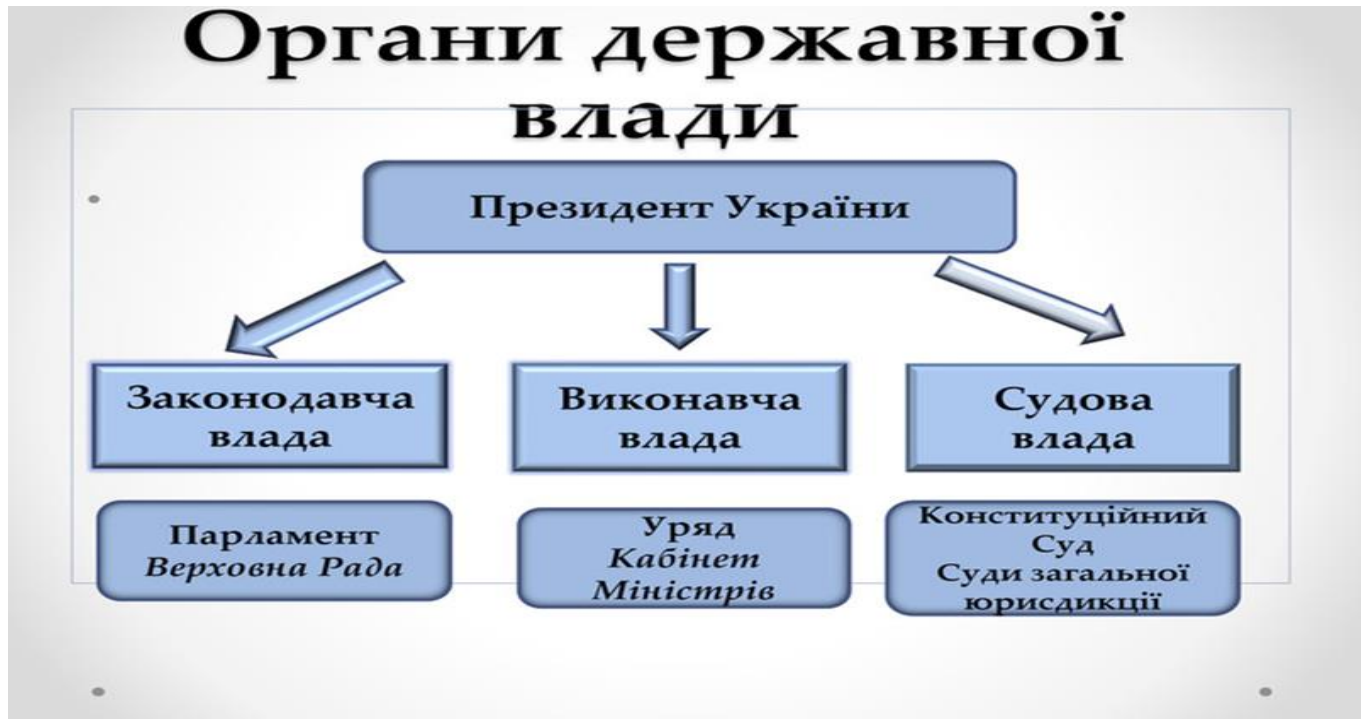 Органи державної
влади
Президент України
Законодавча
влада
Виконавча
влада
Судова
влада
Парламент
Верховна Рада
Уряд
Кабінет
Міністрів
Конституційний
Суд
Суди загальної
юрисдикції